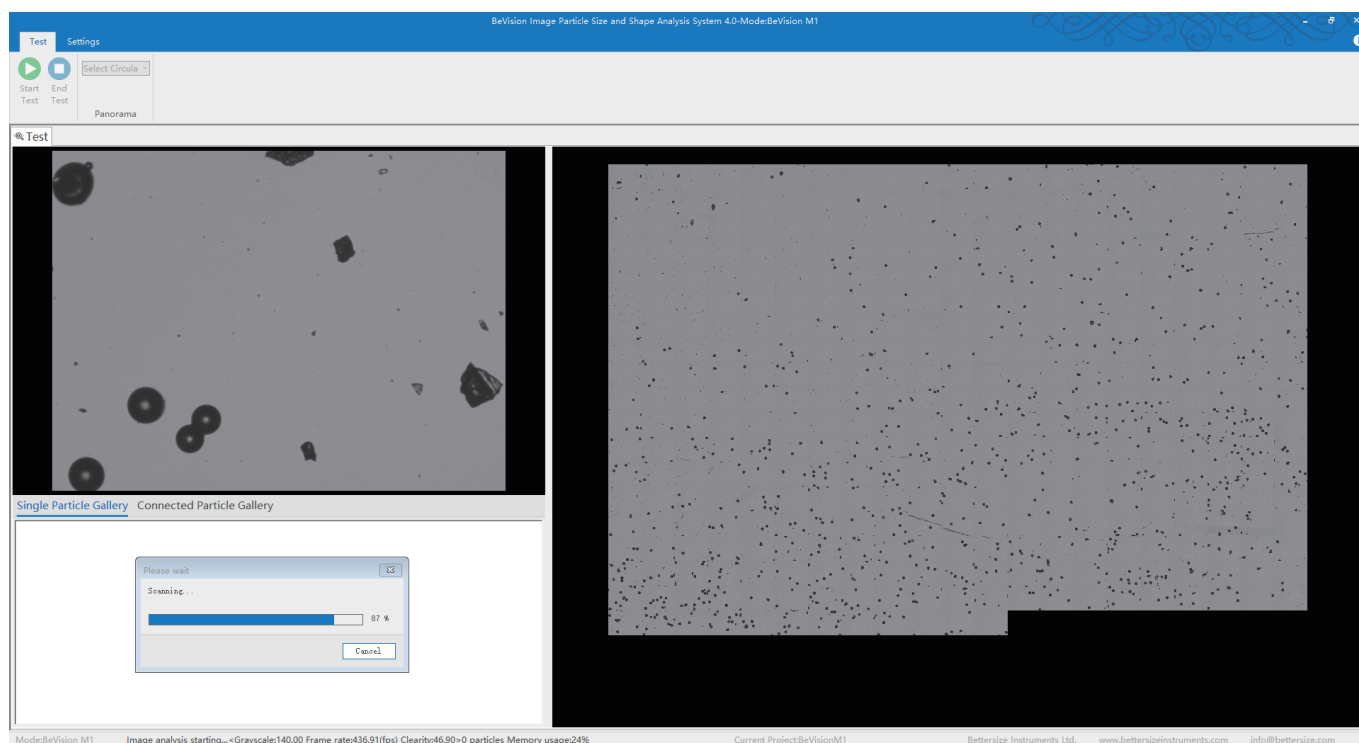 BeVision Image Particle Size and Shape Analysis System 4.0-Mode:BeVision M1
Test Settings
Start Test
End Test
Select Circula
Panorama
Test
Single Particle Gallery Connected Particle Gallery
Please wait
Scanning...
87 %
Cancel
Mode:BeVision M1 Image analysis starting...<Grayscale:140.00 Frame rate:436.91(fps) Clearity:46.90>0 particles Memory usage:24% Current Project:BeVisionM1 Bettersize Instruments Ltd. www.bettersizeinstruments.com info@bettersize.com